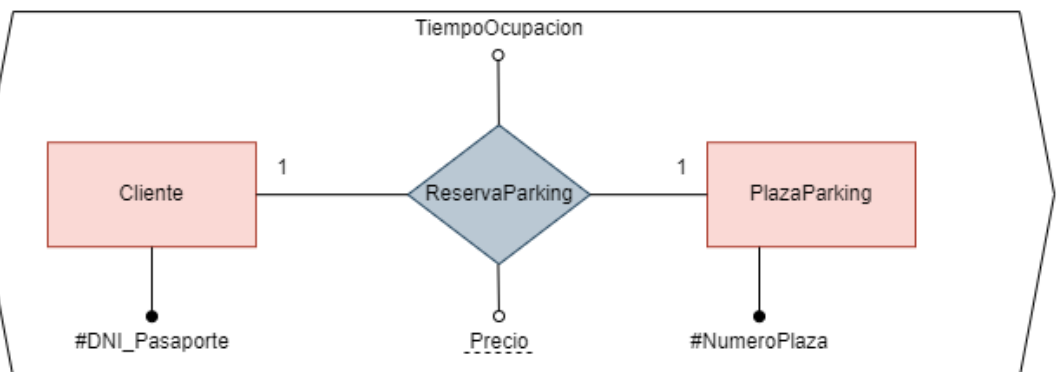 TiempoOcupacion
1
1
Cliente
ReservaParking
PlazaParking
#DNI_Pasaporte
Precio
#NumeroPlaza